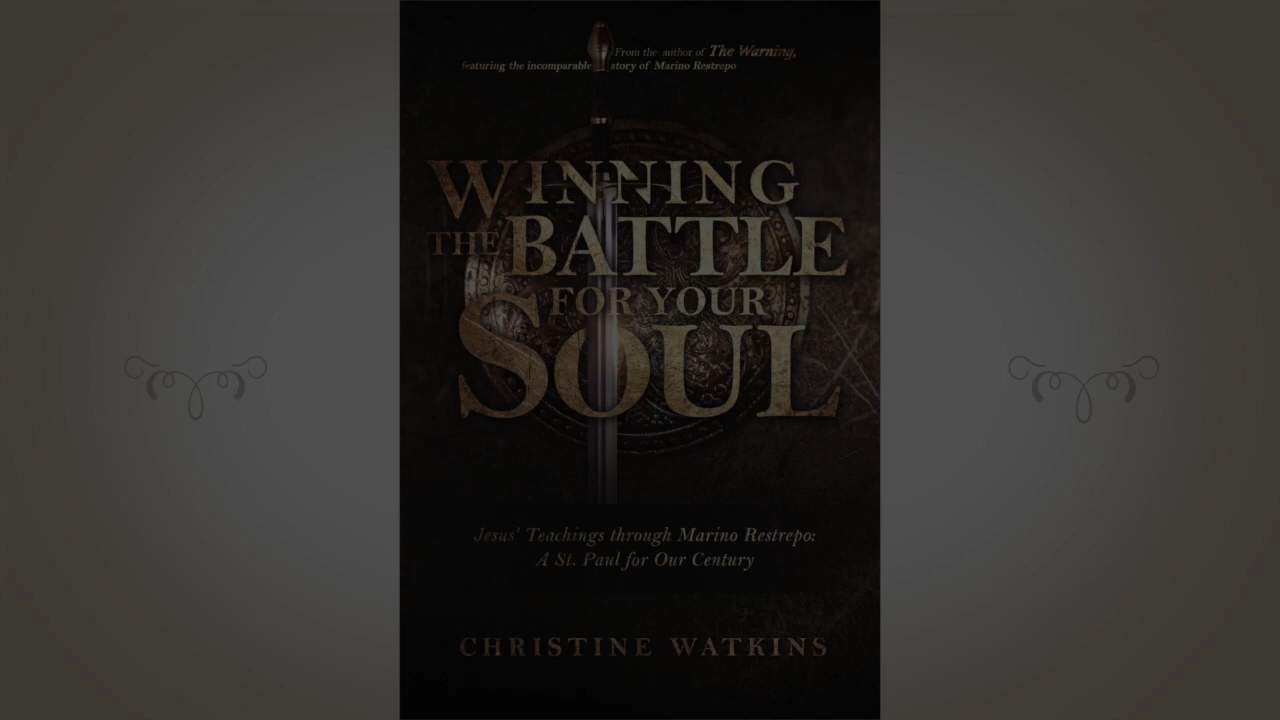 From the author of The Warning,
featuring the incomparable story of Marino Restrepo
WINNING
THE BATTLE
FOR YOUR
SOUL
Jesus' Teachings through Marino Restrepo:
A St. Paul for Our Century
CHRISTINE WATKINS